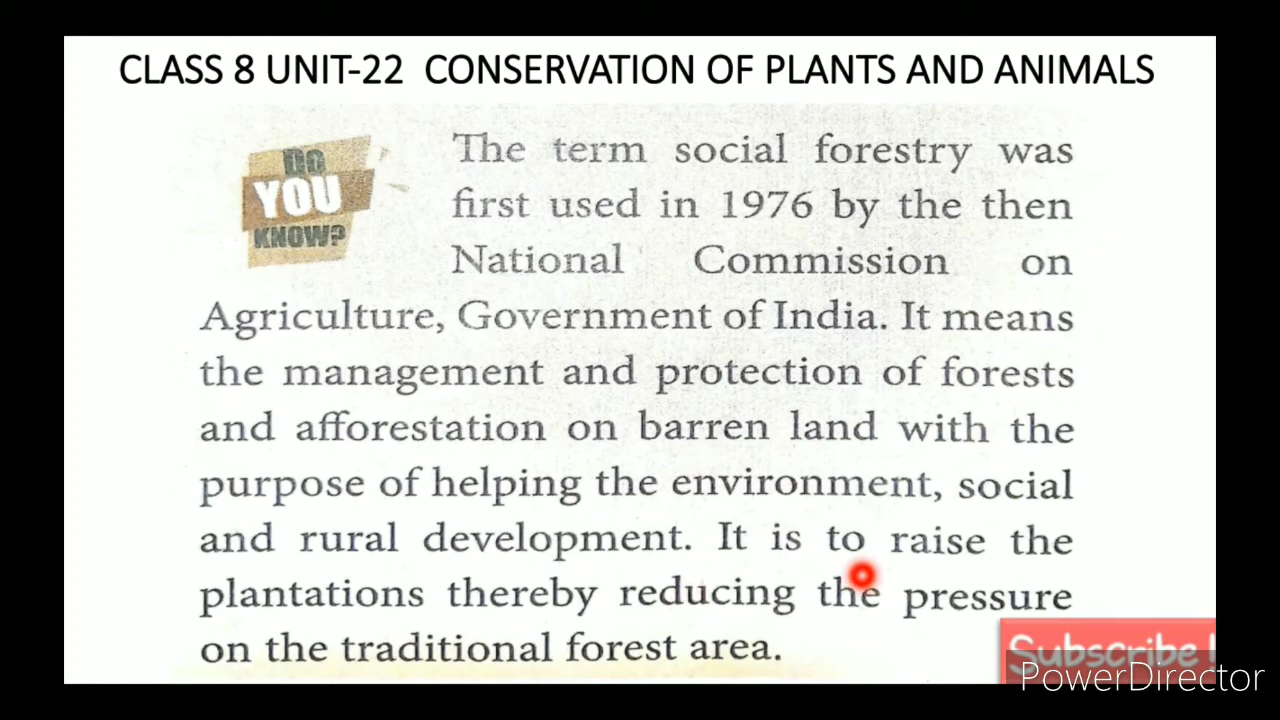 CLASS 8 UNIT-22 CONSERVATION OF PLANTS AND ANIMALS
DO
YOU
KNOW?
The term social forestry was
first used in 1976 by the then
National Commission on
Agriculture, Government of India. It means
the management and protection of forests
and afforestation on barren land with the
purpose of helping the environment, social
and rural development. It is to raise the
plantations thereby reducing the pressure
on the traditional forest area.
Subscribe !
PowerDirector